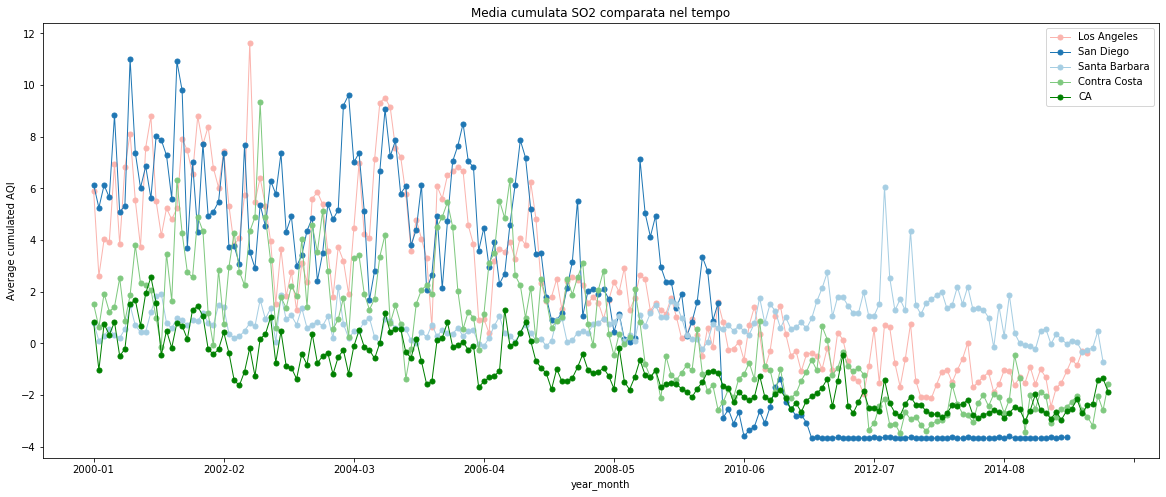 Media cumulata SO2 comparata nel tempo
Los Angeles
San Diego
Santa Barbara
Contra Costa
CA
Average cumulated AQI
12
10
8
6
4
2
0
−2
−4
2000-01
2002-02
2004-03
2006-04
2008-05
2010-06
2012-07
2014-08
year_month